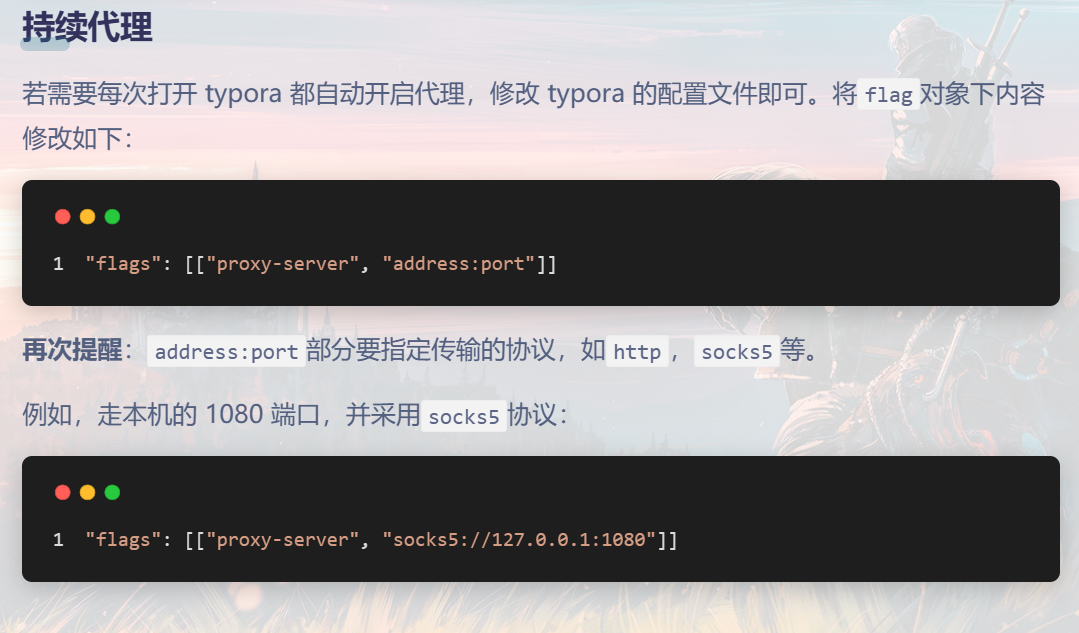 持续代理
若需要每次打开 typora 都自动开启代理，修改 typora 的配置文件即可。将 flag 对象下内容
修改如下：
1 "flags": [["proxy-server", "address:port"]]
再次提醒： address:port 部分要指定传输的协议，如 http ， socks5 等。
例如，走本机的 1080 端口，并采用 socks5 协议：
1 "flags": [["proxy-server", "socks5://127.0.0.1:1080"]]